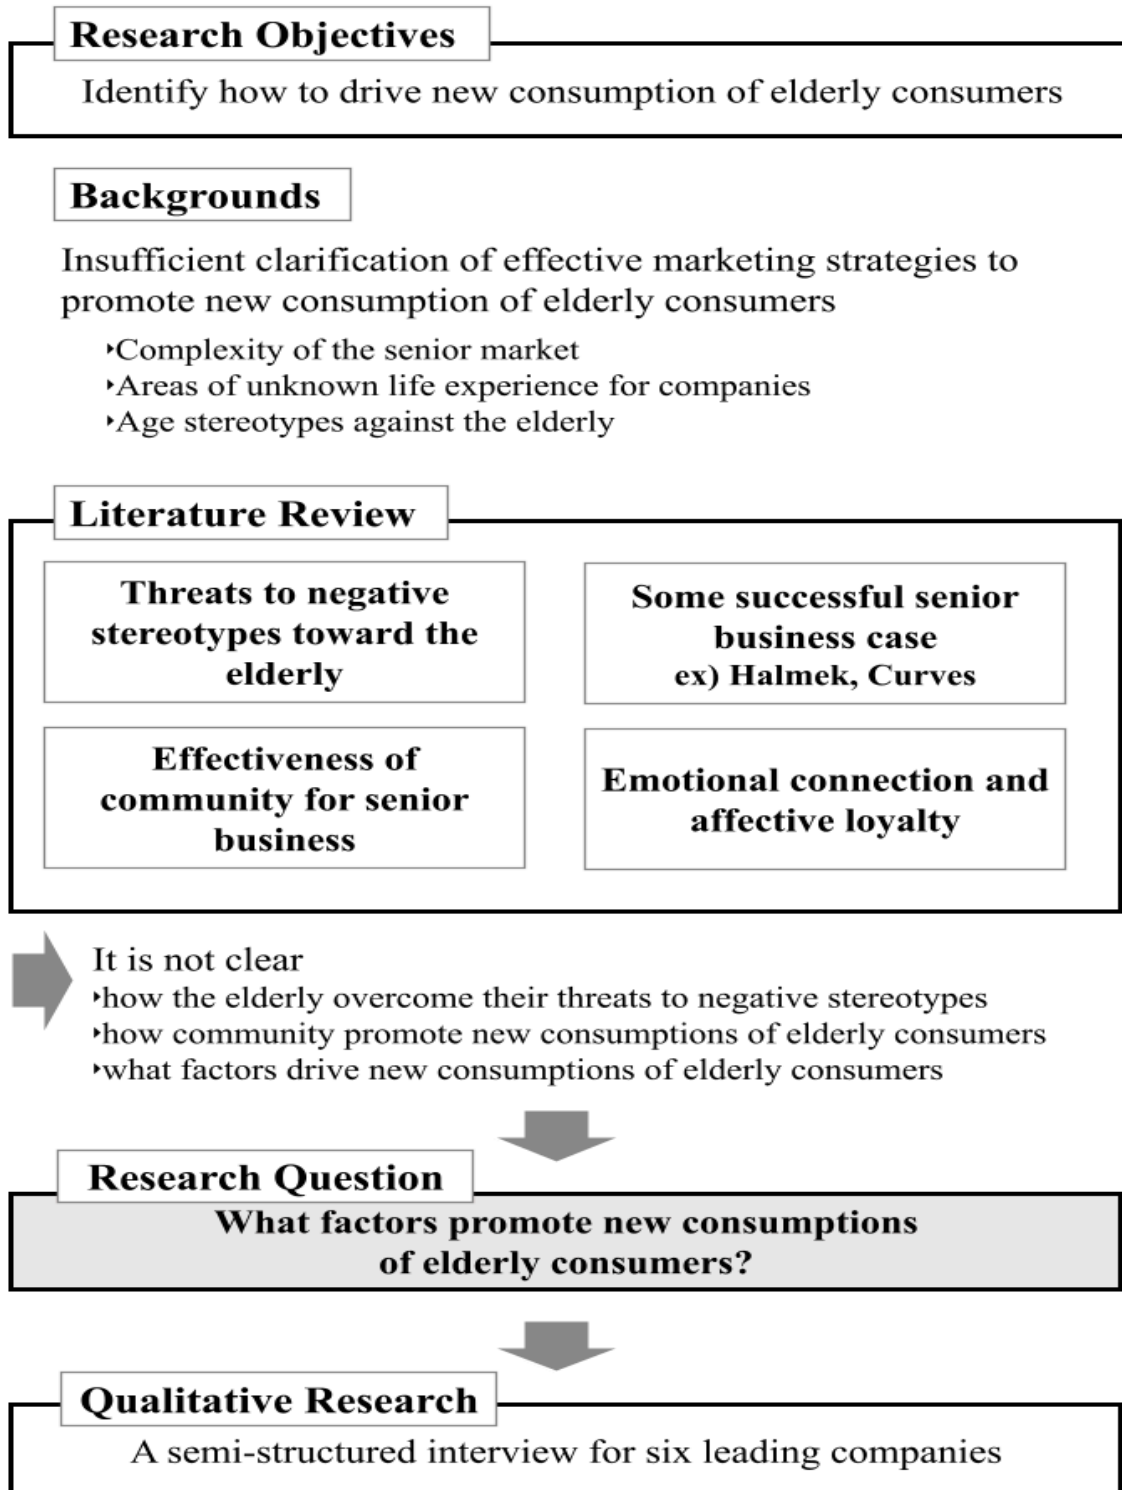 Research Objectives
Identify how to drive new consumption of elderly consumers
Backgrounds
Insufficient clarification of effective marketing strategies to
promote new consumption of elderly consumers
‣Complexity of the senior market
‣Areas of unknown life experience for companies
‣Age stereotypes against the elderly
Literature Review
Threats to negative
stereotypes toward the
elderly
Some successful senior
business case
ex) Halmek, Curves
Effectiveness of
community for senior
business
Emotional connection and
affective loyalty
It is not clear
‣how the elderly overcome their threats to negative stereotypes
‣how community promote new consumptions of elderly consumers
‣what factors drive new consumptions of elderly consumers
Research Question
What factors promote new consumptions
of elderly consumers?
Qualitative Research
A semi-structured interview for six leading companies